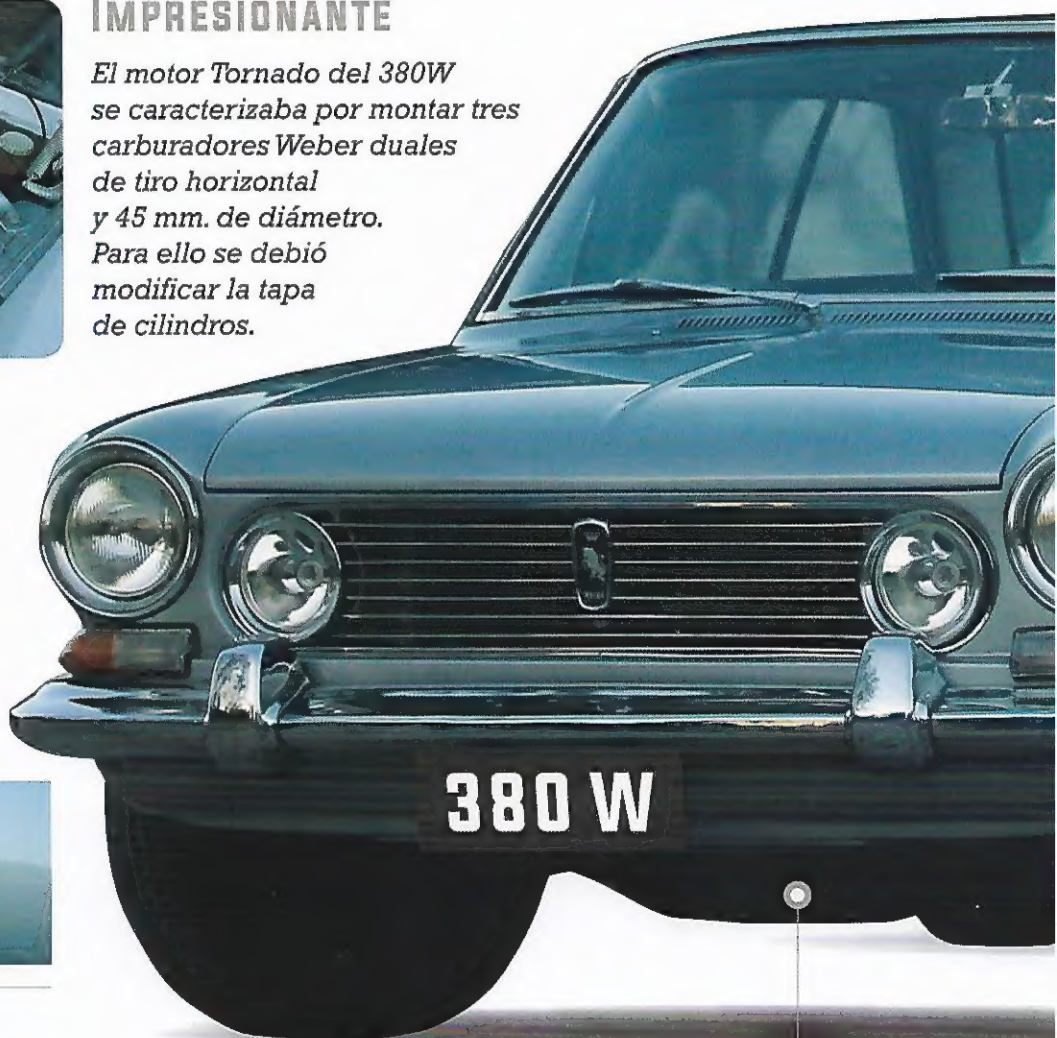 IMPRESIONANTE
El motor Tornado del 380W
se caracterizaba por montar tres
carburadores Weber duales
de tiro horizontal
y 45 mm. de diámetro.
Para ello se debió
modificar la tapa
de cilindros.
380 W